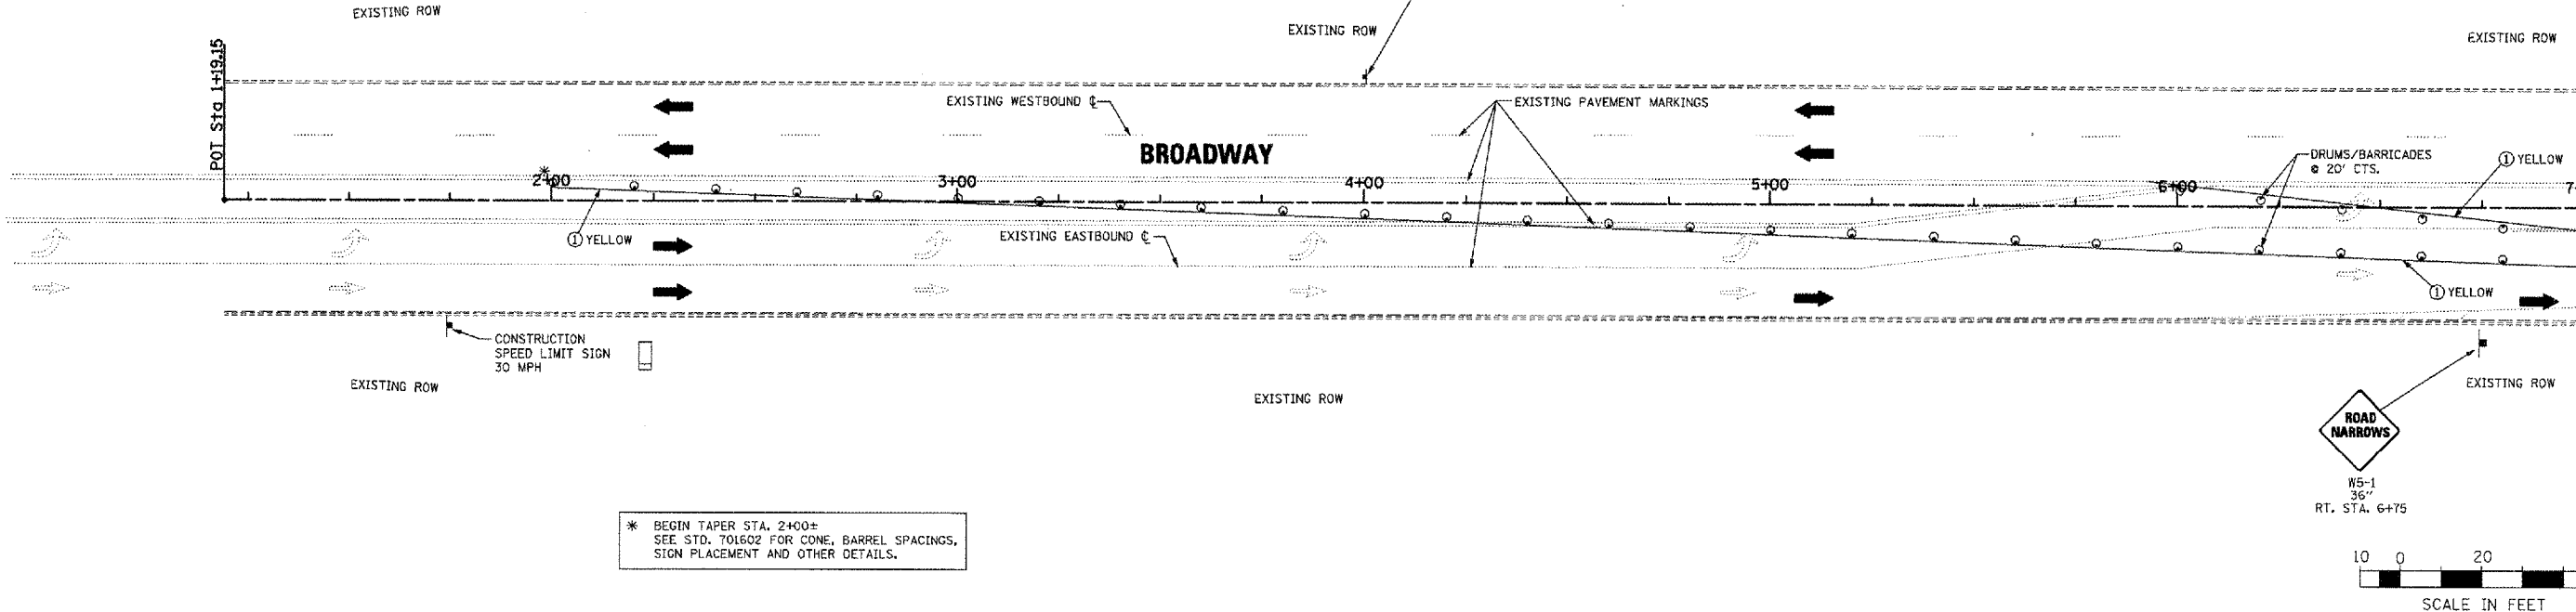 EXISTING ROW
EXISTING ROW
EXISTING ROW
POT Sta 1+19.15
EXISTING WESTBOUND ℄
EXISTING PAVEMENT MARKINGS
BROADWAY
DRUMS/BARRICADES
@ 20' CTS.
① YELLOW
2+00
3+00
4+00
5+00
6+00
① YELLOW
EXISTING EASTBOUND ℄
① YELLOW
CONSTRUCTION
SPEED LIMIT SIGN
30 MPH
EXISTING ROW
EXISTING ROW
EXISTING ROW
ROAD
NARROWS
W5-1
36"
RT. STA. 6+75
* BEGIN TAPER STA. 2+00±
SEE STD. 701602 FOR CONE, BARREL SPACINGS,
SIGN PLACEMENT AND OTHER DETAILS.
10 0 20
SCALE IN FEET